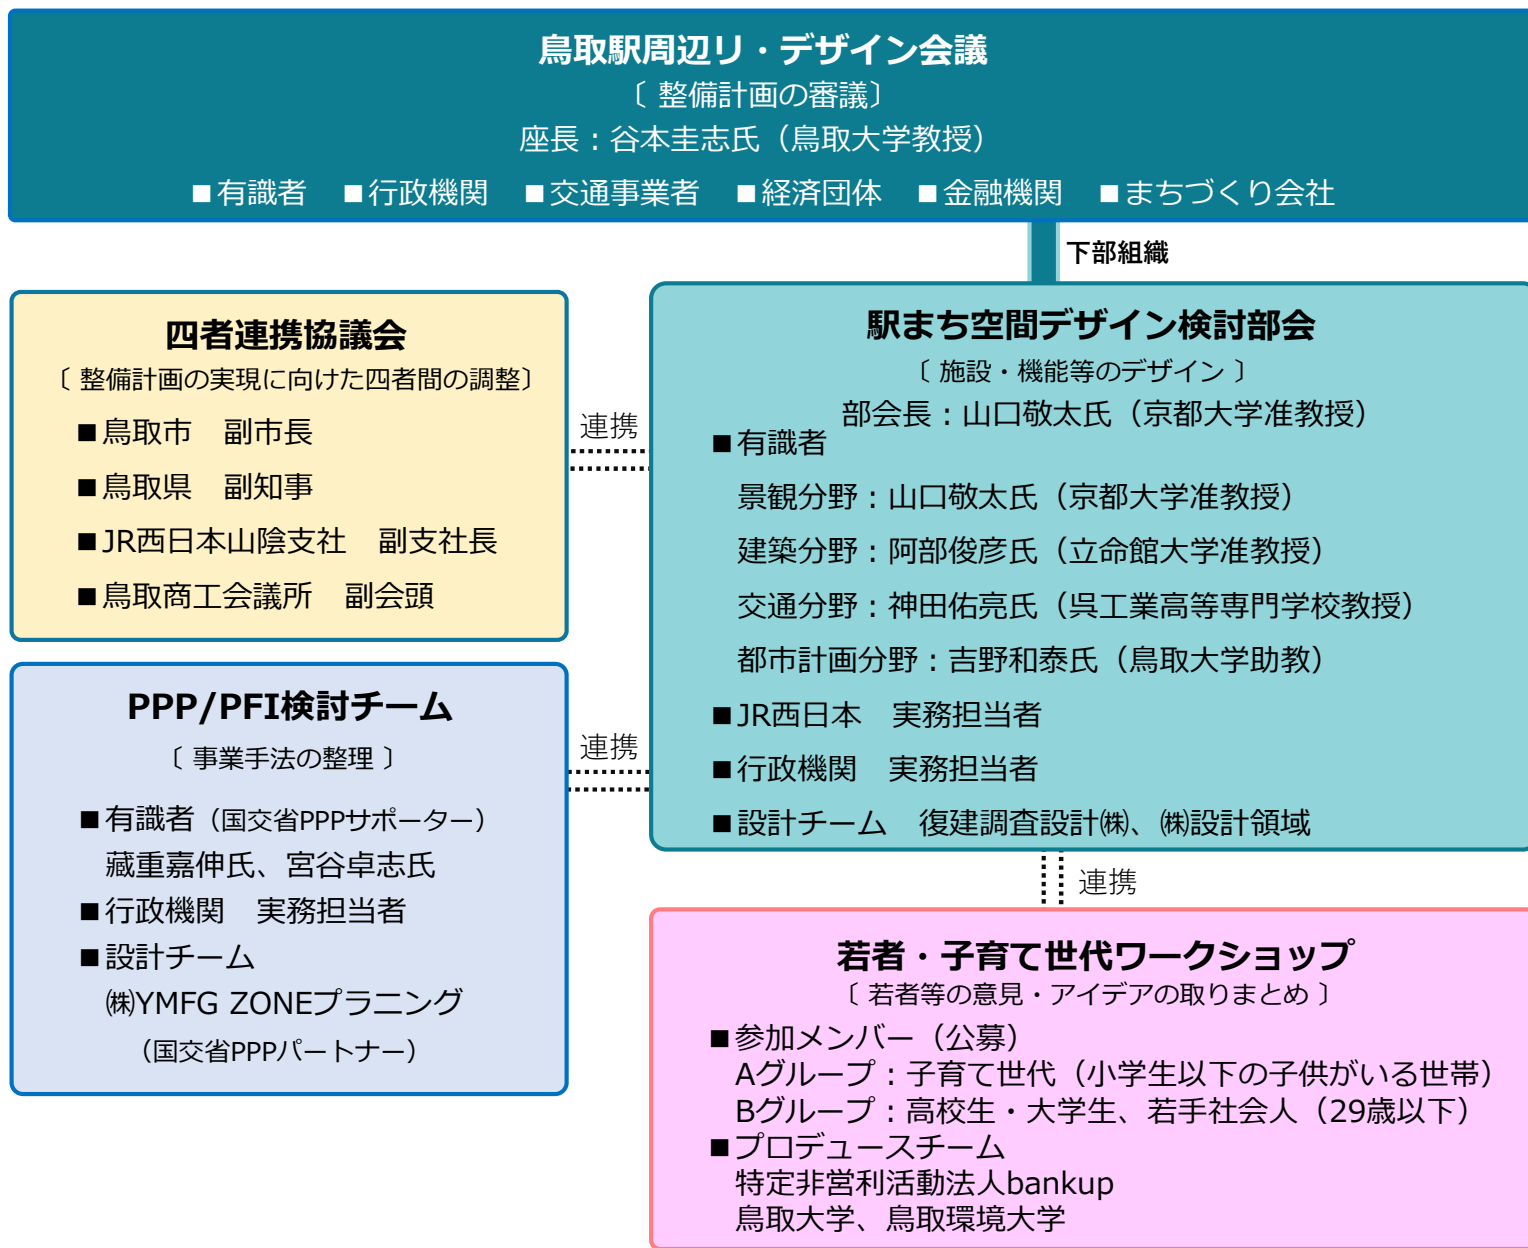 鳥取駅周辺リ・デザイン会議
〔 整備計画の審議〕
座長：谷本圭志氏（鳥取大学教授）
■有識者　■行政機関　■交通事業者　■経済団体　■金融機関　■まちづくり会社
下部組織
四者連携協議会
〔 整備計画の実現に向けた四者間の調整〕
■鳥取市　副市長
■鳥取県　副知事
■JR西日本山陰支社　副支社長
■鳥取商工会議所　副会頭
連携
駅まち空間デザイン検討部会
〔 施設・機能等のデザイン 〕
部会長：山口敬太氏（京都大学准教授）
■有識者
景観分野：山口敬太氏（京都大学准教授）
建築分野：阿部俊彦氏（立命館大学准教授）
交通分野：神田佑亮氏（呉工業高等専門学校教授）
都市計画分野：吉野和泰氏（鳥取大学助教）
■JR西日本　実務担当者
■行政機関　実務担当者
■設計チーム　復建調査設計㈱、㈱設計領域
PPP/PFI検討チーム
〔 事業手法の整理 〕
■有識者（国交省PPPサポーター）
藏重嘉伸氏、宮谷卓志氏
■行政機関　実務担当者
■設計チーム
㈱YMFG ZONEプラニング
（国交省PPPパートナー）
連携
連携
若者・子育て世代ワークショップ
〔 若者等の意見・アイデアの取りまとめ 〕
■参加メンバー（公募）
Aグループ：子育て世代（小学生以下の子供がいる世帯）
Bグループ：高校生・大学生、若手社会人（29歳以下）
■プロデュースチーム
特定非営利活動法人bankup
鳥取大学、鳥取環境大学